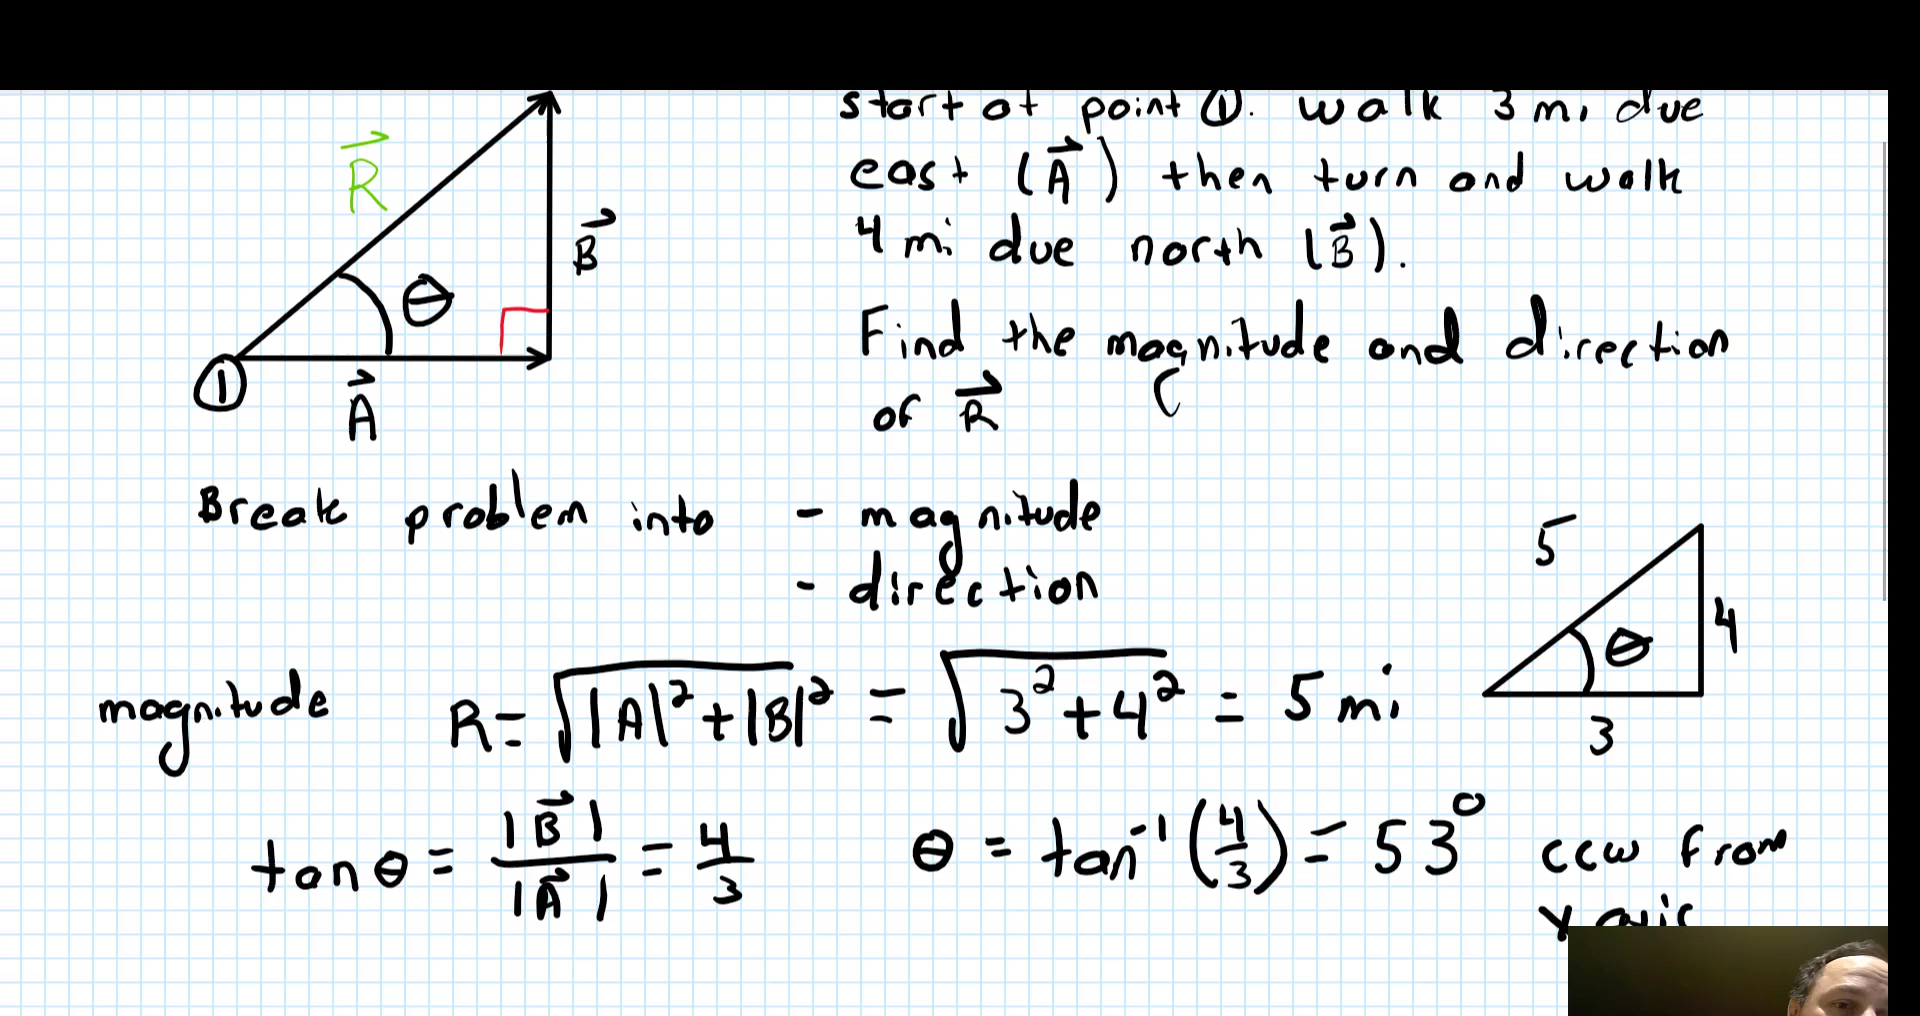 start at point ①. walk 3 mi due
east (A⃗) then turn and walk
4 mi due north (B⃗).
Find the magnitude and direction
of R⃗
R⃗
B⃗
θ
①
A⃗
Break problem into - magnitude
- direction
5
4
θ
3
magnitude R = √|A|² + |B|² = √3² + 4² = 5 mi
tan θ = |B⃗| / |A⃗| = 4/3 θ = tan⁻¹(4/3) = 53° ccw from